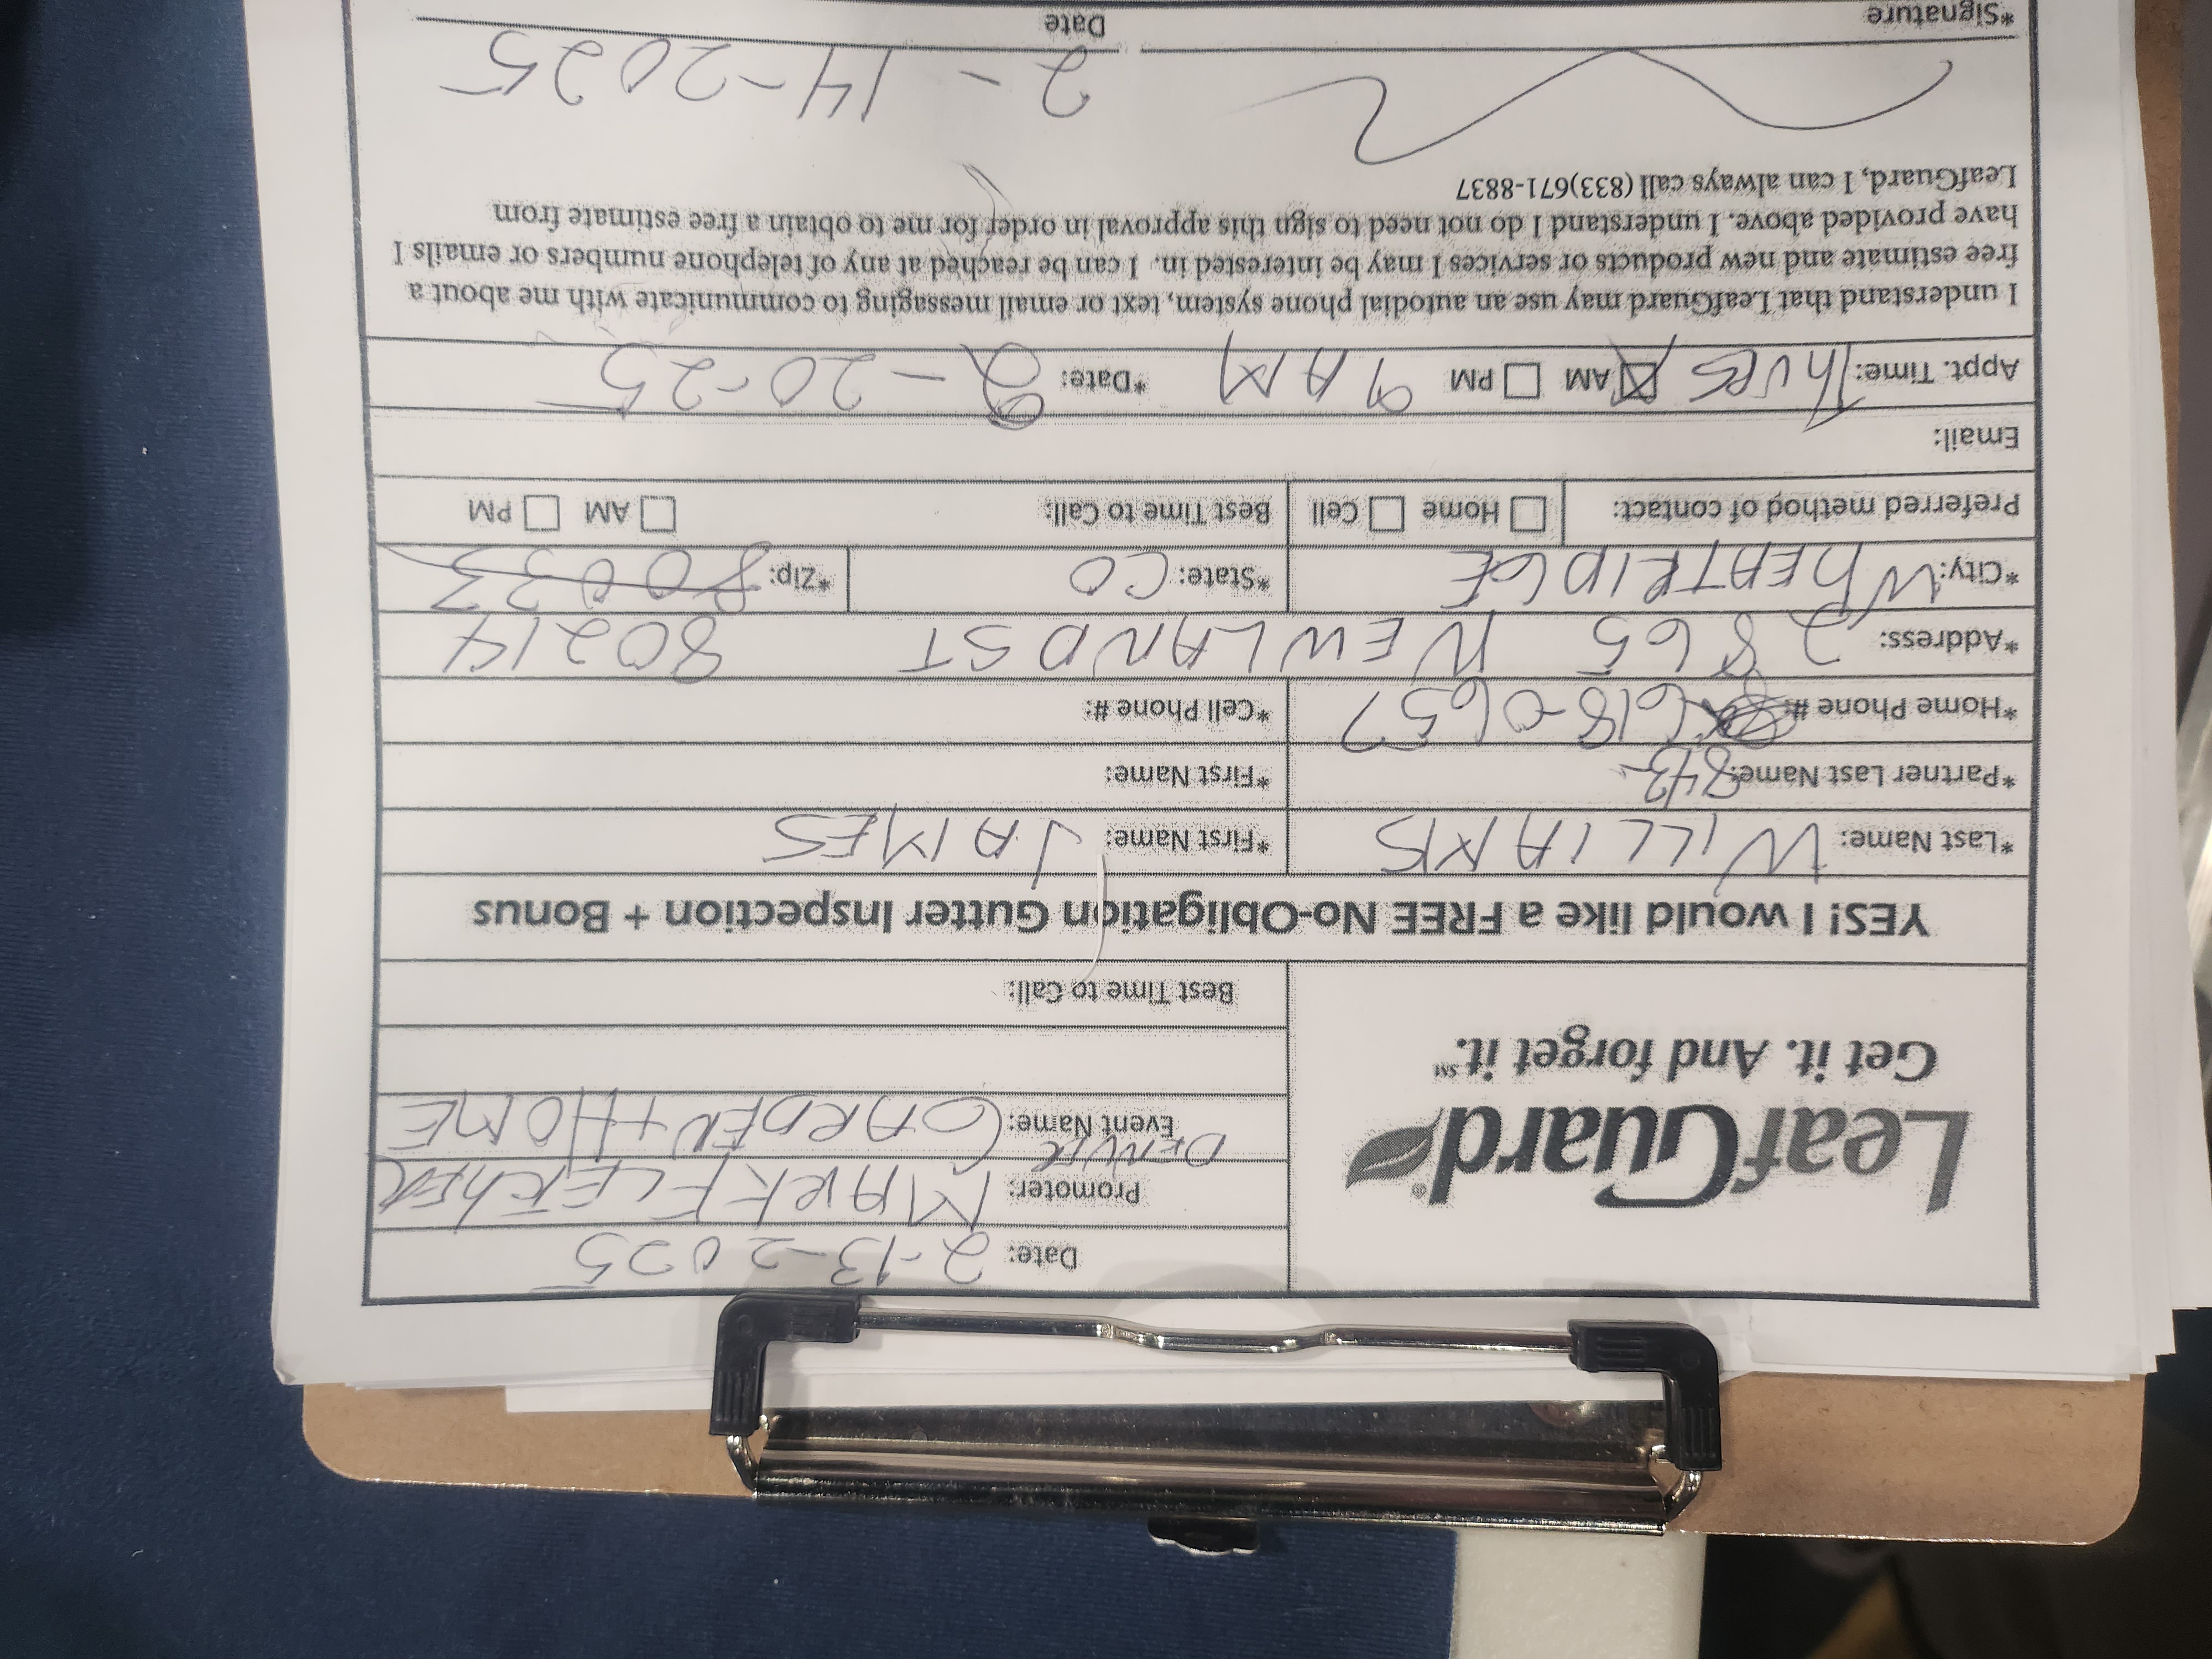 LeafGuard®
Get it. And forget it.℠
Date: 2-13-2025
Promoter: MARK FLETCHER
DENVER
Event Name: GARDEN + HOME
Best Time to Call:
YES! I would like a FREE No-Obligation Gutter Inspection + Bonus
*Last Name: WILLIAMS *First Name: JAMES
*Partner Last Name: *First Name:
843
*Home Phone #: 618-0657 *Cell Phone #:
*Address: 2865 NEWLAND ST 80214
*City: WHEATRIDGE *State: CO *Zip: 80033
Preferred method of contact: Home Cell Best Time to Call: AM PM
Email:
Appt. Time: Thurs AM PM 9 AM *Date: 2-20-25
I understand that LeafGuard may use an autodial phone system, text or email messaging to communicate with me about a
free estimate and new products or services I may be interested in. I can be reached at any of telephone numbers or emails I
have provided above. I understand I do not need to sign this approval in order for me to obtain a free estimate from
LeafGuard, I can always call (833)671-8837
2-14-2025
*Signature Date